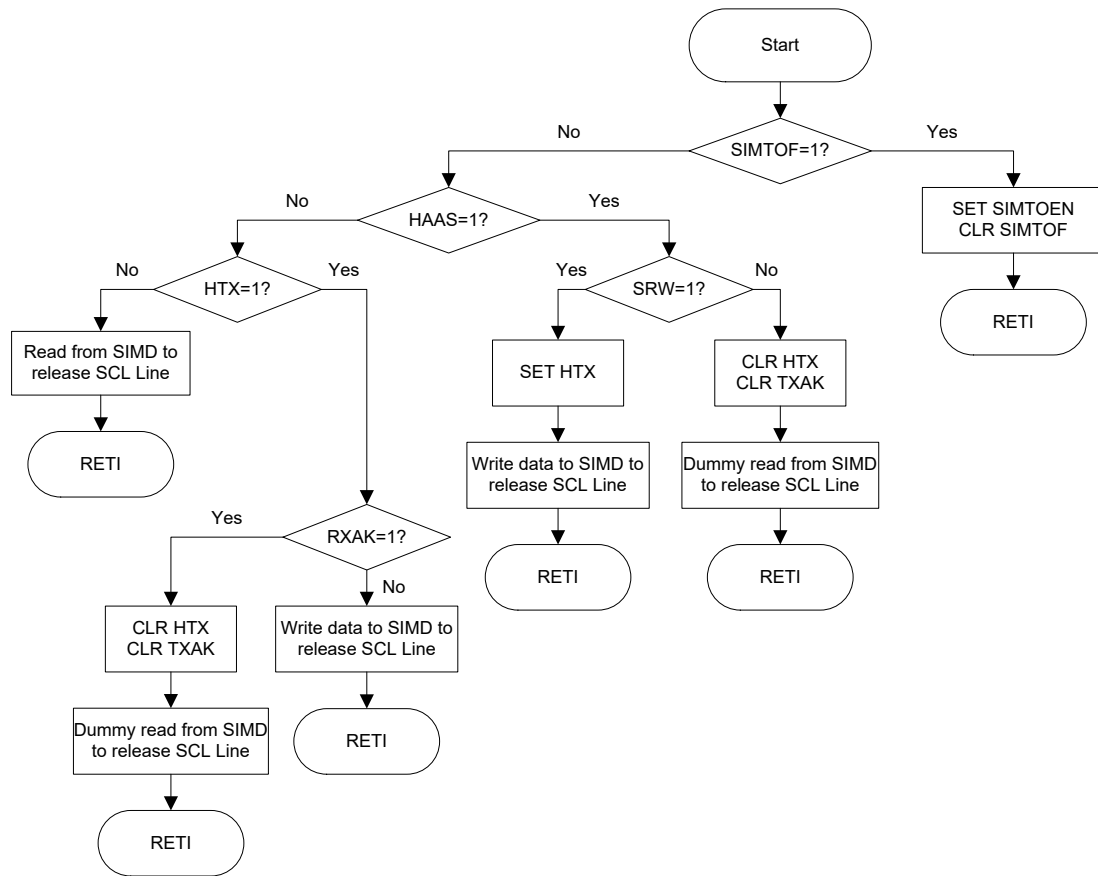 Start
No
Yes
SIMTOF=1?
No
HAAS=1?
Yes
SET SIMTOEN
CLR SIMTOF
No
HTX=1?
Yes
Yes
SRW=1?
No
RETI
Read from SIMD to
release SCL Line
SET HTX
CLR HTX
CLR TXAK
RETI
Write data to SIMD to
release SCL Line
Dummy read from SIMD
to release SCL Line
Yes
RXAK=1?
RETI
RETI
No
CLR HTX
CLR TXAK
Write data to SIMD to
release SCL Line
Dummy read from SIMD
to release SCL Line
RETI
RETI